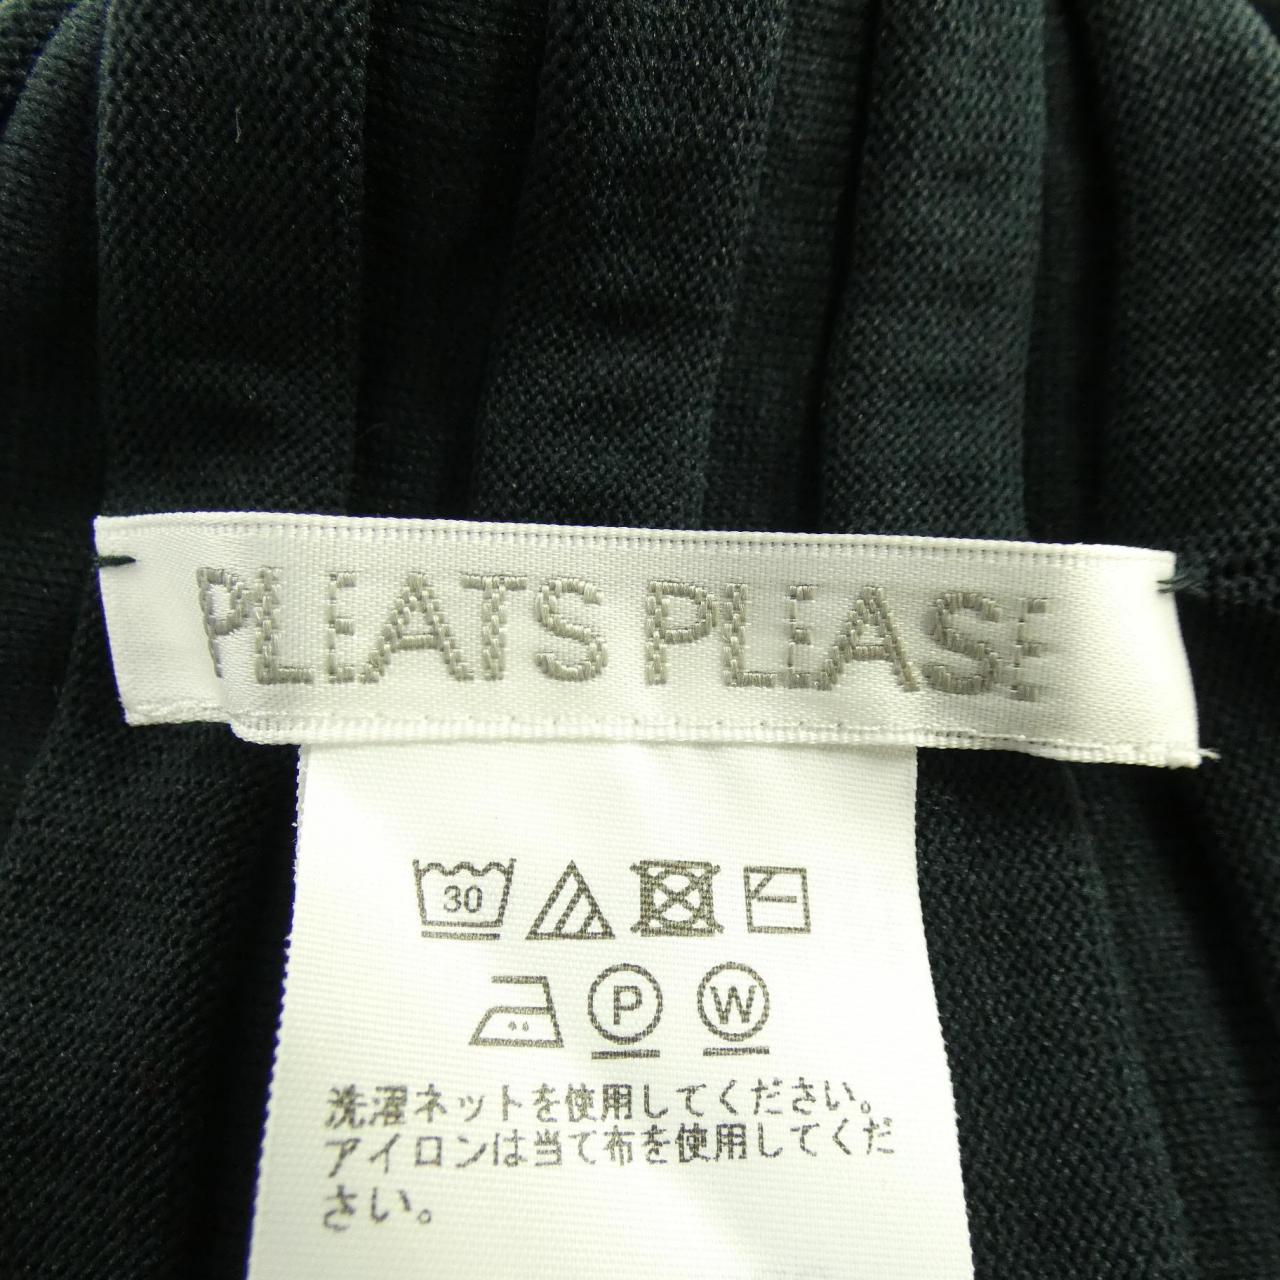 PLEATS PLEASE
30
P W
洗濯ネットを使用してください。
アイロンは当て布を使用してくだ
さい。